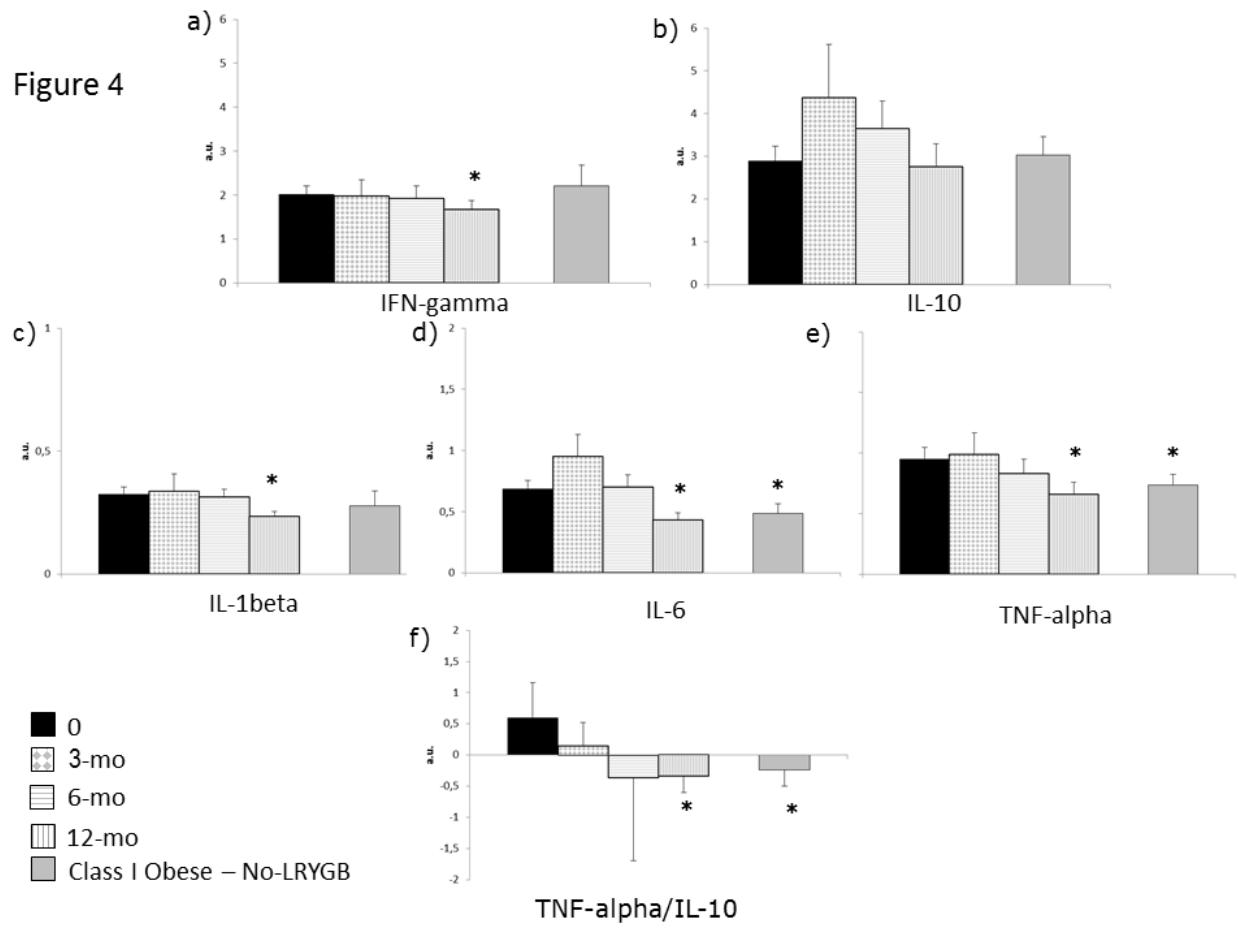 Figure 4
a)
6
5
4
3
2
1
0
a.u.
*
IFN-gamma
b)
6
5
4
3
2
1
0
a.u.
IL-10
c)
1
0,5
0
a.u.
*
IL-1beta
d)
2
1,5
1
0,5
0
a.u.
*
*
IL-6
e)
*
*
TNF-alpha
f)
2
1,5
1
0,5
0
-0,5
-1
-1,5
-2
a.u.
*
*
TNF-alpha/IL-10
0
3-mo
6-mo
12-mo
Class I Obese – No-LRYGB